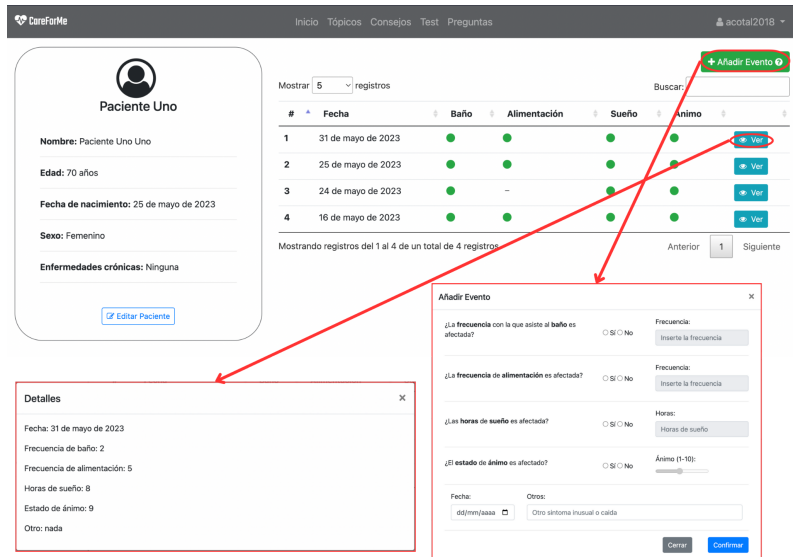 CareForMe
Inicio Tópicos Consejos Test Preguntas
acotal2018
Paciente Uno
Nombre: Paciente Uno Uno
Edad: 70 años
Fecha de nacimiento: 25 de mayo de 2023
Sexo: Femenino
Enfermedades crónicas: Ninguna
Editar Paciente
+ Añadir Evento ?
Mostrar 5 registros
Buscar:
# Fecha Baño Alimentación Sueño Animo
1 31 de mayo de 2023 Ver
2 25 de mayo de 2023 Ver
3 24 de mayo de 2023 – Ver
4 16 de mayo de 2023 Ver
Mostrando registros del 1 al 4 de un total de 4 registros
Anterior 1 Siguiente
Detalles ×
Fecha: 31 de mayo de 2023
Frecuencia de baño: 2
Frecuencia de alimentación: 5
Horas de sueño: 8
Estado de ánimo: 9
Otro: nada
Añadir Evento ×
¿La frecuencia con la que asiste al baño es
afectada?
Sí No
Frecuencia:
Inserte la frecuencia
¿La frecuencia de alimentación es afectada?
Sí No
Frecuencia:
Inserte la frecuencia
¿Las horas de sueño es afectada?
Sí No
Horas:
Horas de sueño
¿El estado de ánimo es afectado?
Sí No
Ánimo (1-10):
Fecha: Otros:
dd/mm/aaaa Otro sintoma inusual o caida
Cerrar Confirmar